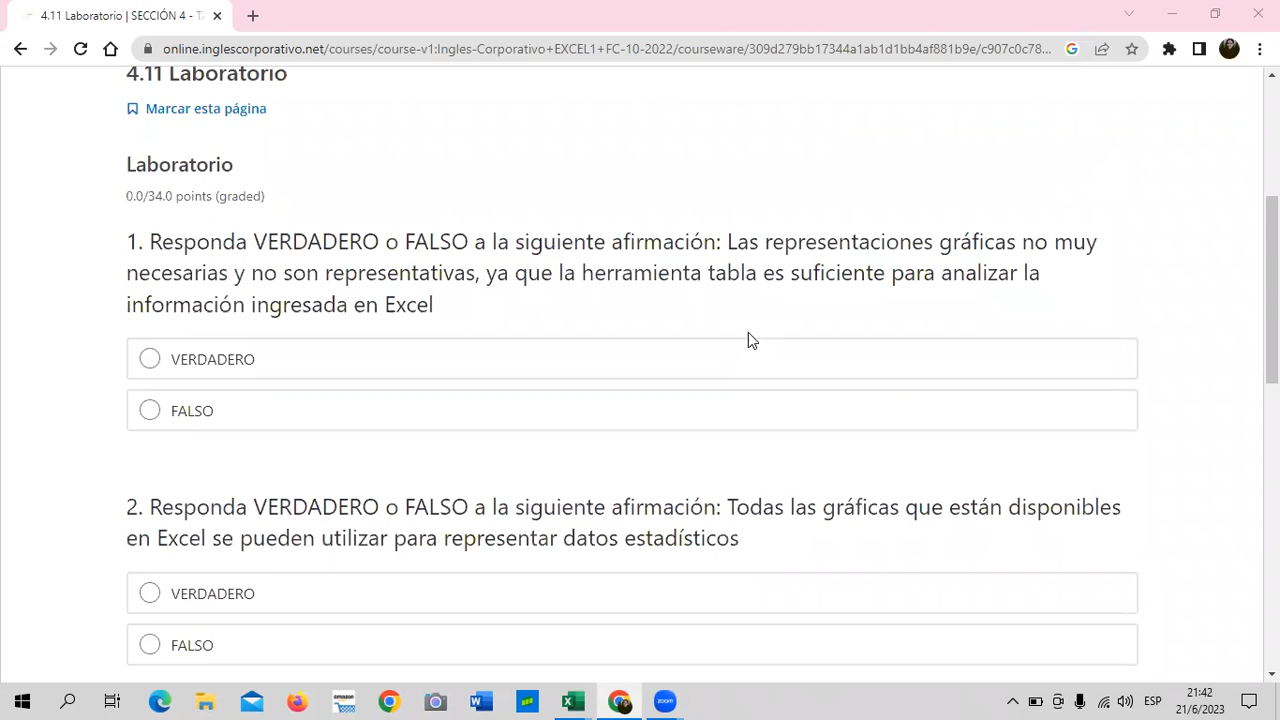 4.11 Laboratorio | SECCIÓN 4 - TA
online.inglescorporativo.net/courses/course-v1:Ingles-Corporativo+EXCEL1+FC-10-2022/courseware/309d279bb17344a1ab1d1bb4af881b9e/c907c0c78...
4.11 Laboratorio
Marcar esta página
Laboratorio
0.0/34.0 points (graded)
1. Responda VERDADERO o FALSO a la siguiente afirmación: Las representaciones gráficas no muy
necesarias y no son representativas, ya que la herramienta tabla es suficiente para analizar la
información ingresada en Excel
VERDADERO
FALSO
2. Responda VERDADERO o FALSO a la siguiente afirmación: Todas las gráficas que están disponibles
en Excel se pueden utilizar para representar datos estadísticos
VERDADERO
FALSO
amazon
zoom
ESP
21:42
21/6/2023